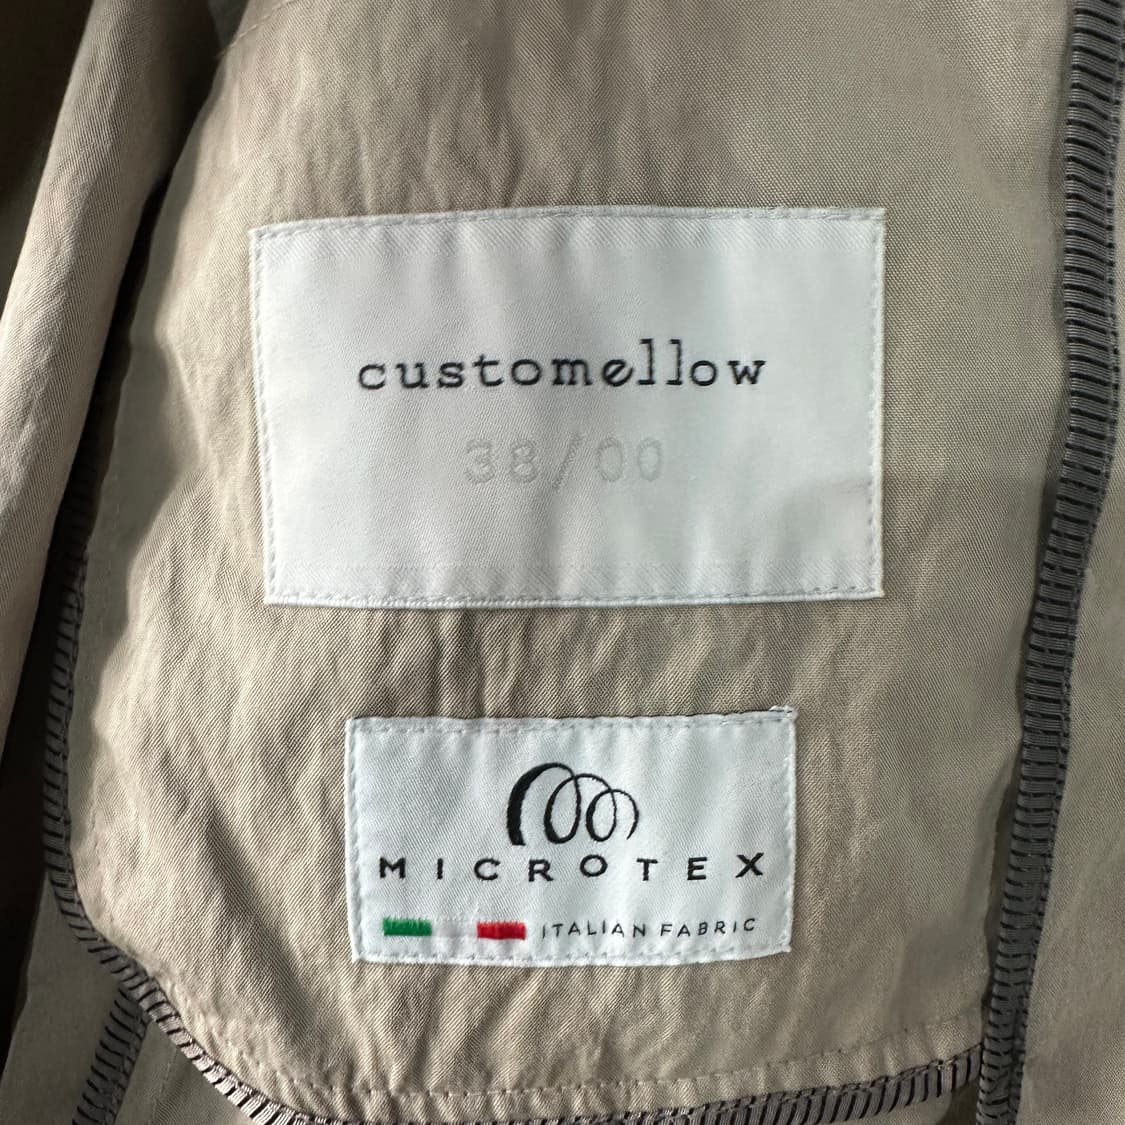 customellow
38/00
MICROTEX
ITALIAN FABRIC